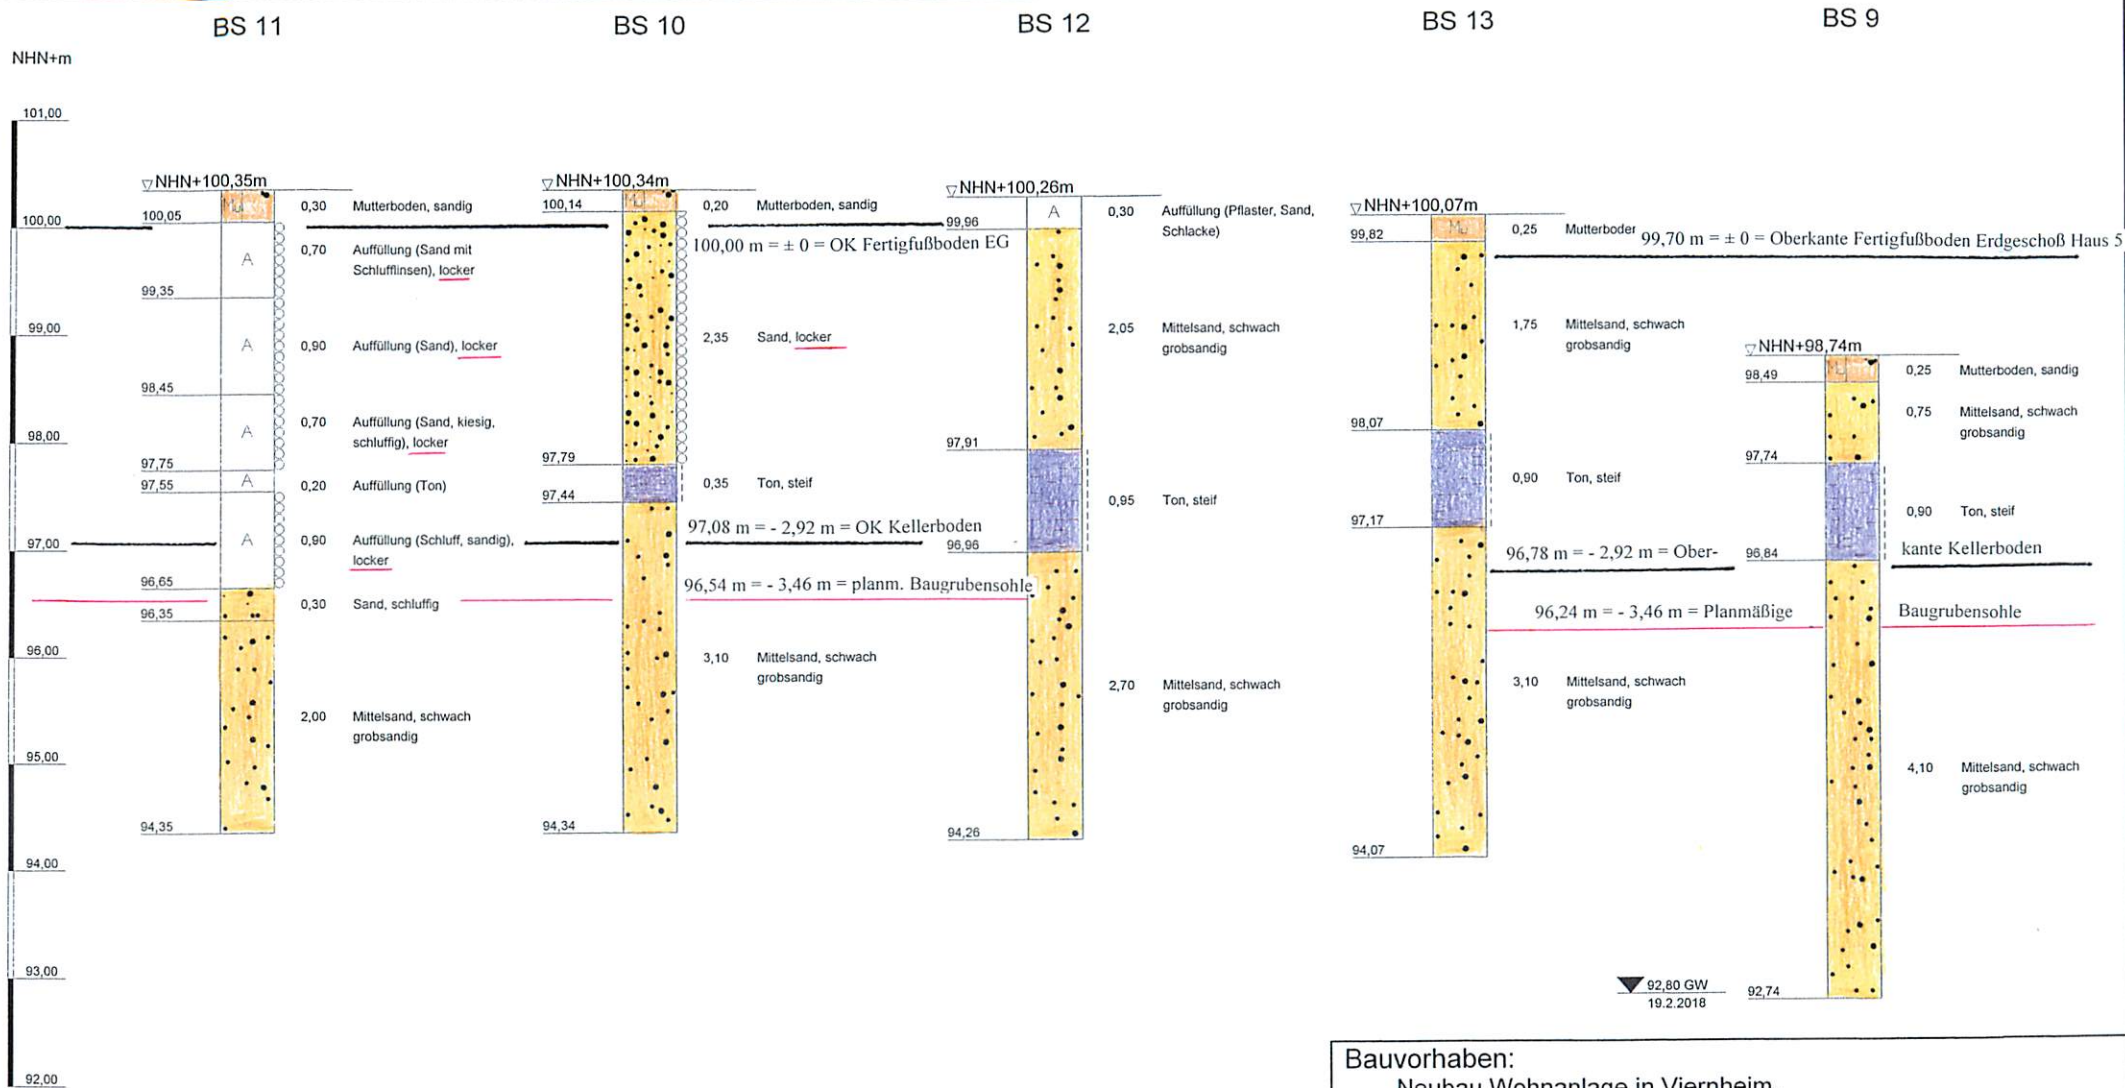 BS 11
BS 10
BS 12
BS 13
BS 9
NHN+m
101,00
100,00
99,00
98,00
97,00
96,00
95,00
94,00
93,00
92,00
NHN+100,35m
100,05
99,35
98,45
97,75
97,55
96,65
96,35
94,35
Mu
A
A
A
A
A
0,30 Mutterboden, sandig
0,70 Auffüllung (Sand mit
Schlufflinsen), locker
0,90 Auffüllung (Sand), locker
0,70 Auffüllung (Sand, kiesig,
schluffig), locker
0,20 Auffüllung (Ton)
0,90 Auffüllung (Schluff, sandig),
locker
0,30 Sand, schluffig
2,00 Mittelsand, schwach
grobsandig
NHN+100,34m
100,14
97,79
97,44
94,34
Mu
0,20 Mutterboden, sandig
100,00 m = ± 0 = OK Fertigfußboden EG
2,35 Sand, locker
0,35 Ton, steif
97,08 m = - 2,92 m = OK Kellerboden
96,54 m = - 3,46 m = planm. Baugrubensohle
3,10 Mittelsand, schwach
grobsandig
NHN+100,26m
99,96
97,91
96,96
94,26
A
0,30 Auffüllung (Pflaster, Sand,
Schlacke)
2,05 Mittelsand, schwach
grobsandig
0,95 Ton, steif
2,70 Mittelsand, schwach
grobsandig
NHN+100,07m
99,82
98,07
97,17
94,07
Mu
0,25 Mutterboder
99,70 m = ± 0 = Oberkante Fertigfußboden Erdgeschoß Haus 5
1,75 Mittelsand, schwach
grobsandig
0,90 Ton, steif
96,78 m = - 2,92 m = Ober- kante Kellerboden
96,24 m = - 3,46 m = Planmäßige Baugrubensohle
3,10 Mittelsand, schwach
grobsandig
NHN+98,74m
98,49
97,74
96,84
92,74
Mu
0,25 Mutterboden, sandig
0,75 Mittelsand, schwach
grobsandig
0,90 Ton, steif
4,10 Mittelsand, schwach
grobsandig
92,80 GW
19.2.2018
Bauvorhaben:
Neubau Wohnanlage in Viernheim